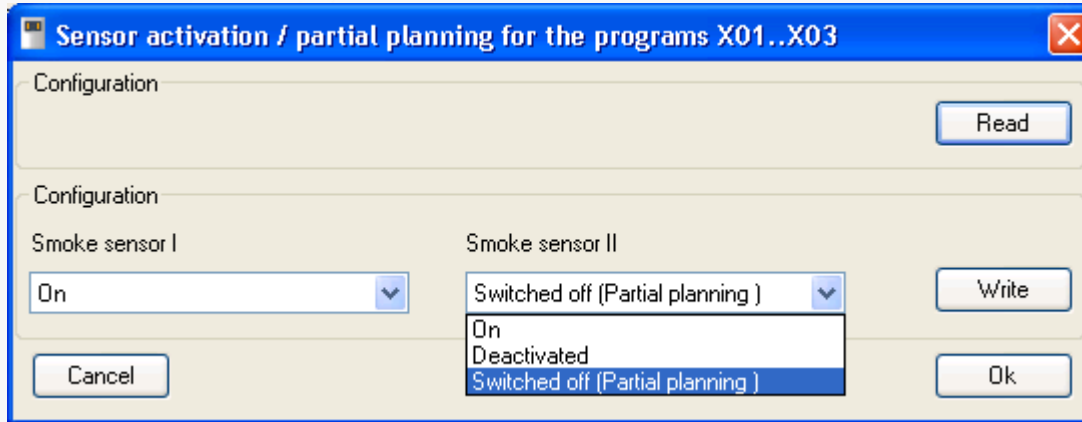 Sensor activation / partial planning for the programs X01..X03
Configuration
Read
Configuration
Smoke sensor I Smoke sensor II
On Switched off (Partial planning ) Write
On
Deactivated
Switched off (Partial planning )
Cancel Ok